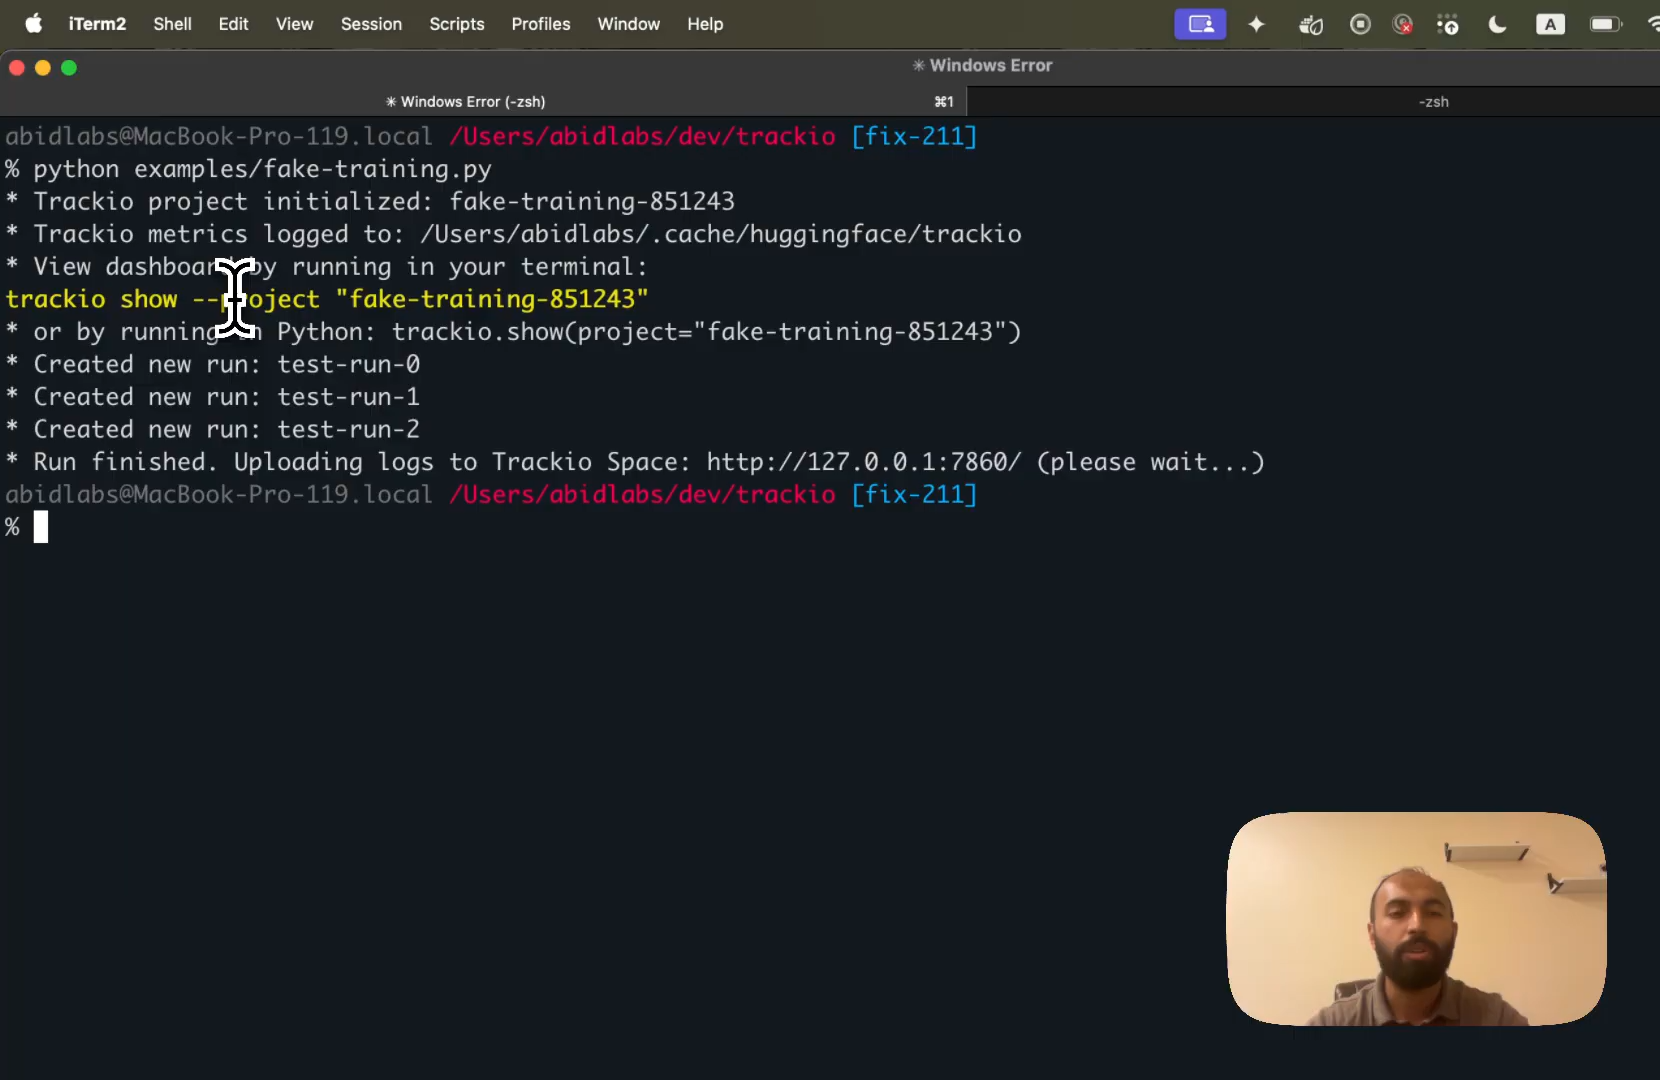 iTerm2 Shell Edit View Session Scripts Profiles Window Help A
✳ Windows Error
✳ Windows Error (-zsh) ⌘1 -zsh
abidlabs@MacBook-Pro-119.local /Users/abidlabs/dev/trackio [fix-211]
% python examples/fake-training.py
* Trackio project initialized: fake-training-851243
* Trackio metrics logged to: /Users/abidlabs/.cache/huggingface/trackio
* View dashboard by running in your terminal:
trackio show --project "fake-training-851243"
* or by running in Python: trackio.show(project="fake-training-851243")
* Created new run: test-run-0
* Created new run: test-run-1
* Created new run: test-run-2
* Run finished. Uploading logs to Trackio Space: http://127.0.0.1:7860/ (please wait...)
abidlabs@MacBook-Pro-119.local /Users/abidlabs/dev/trackio [fix-211]
%